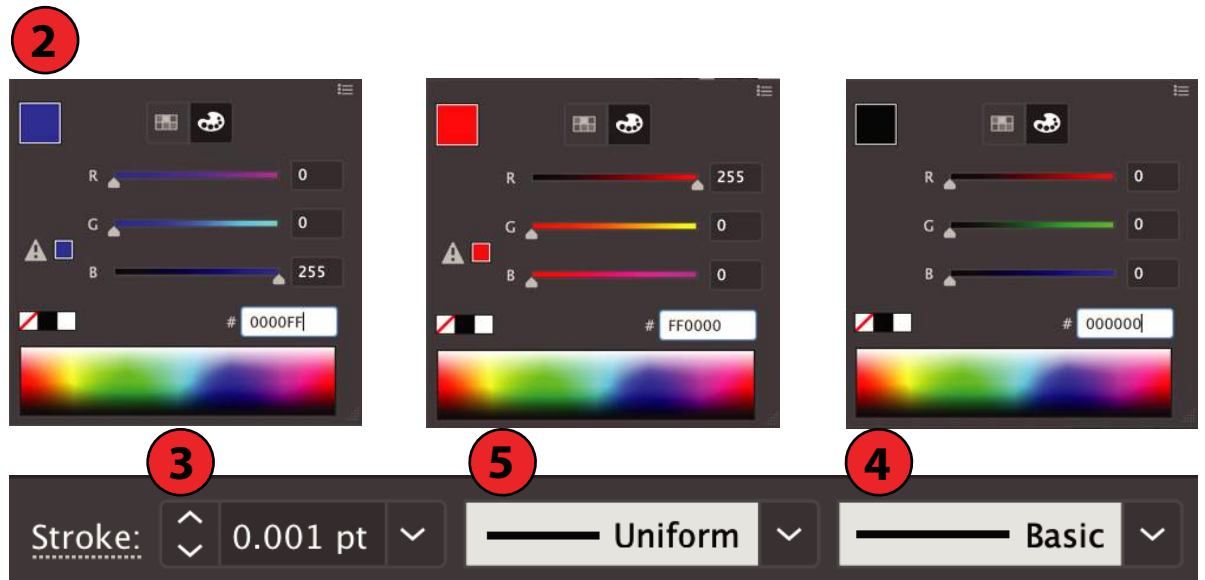 2
R 0
G 0
B 255
# 0000FF
R 255
G 0
B 0
# FF0000
R 0
G 0
B 0
# 000000
3
5
4
Stroke: 0.001 pt Uniform Basic